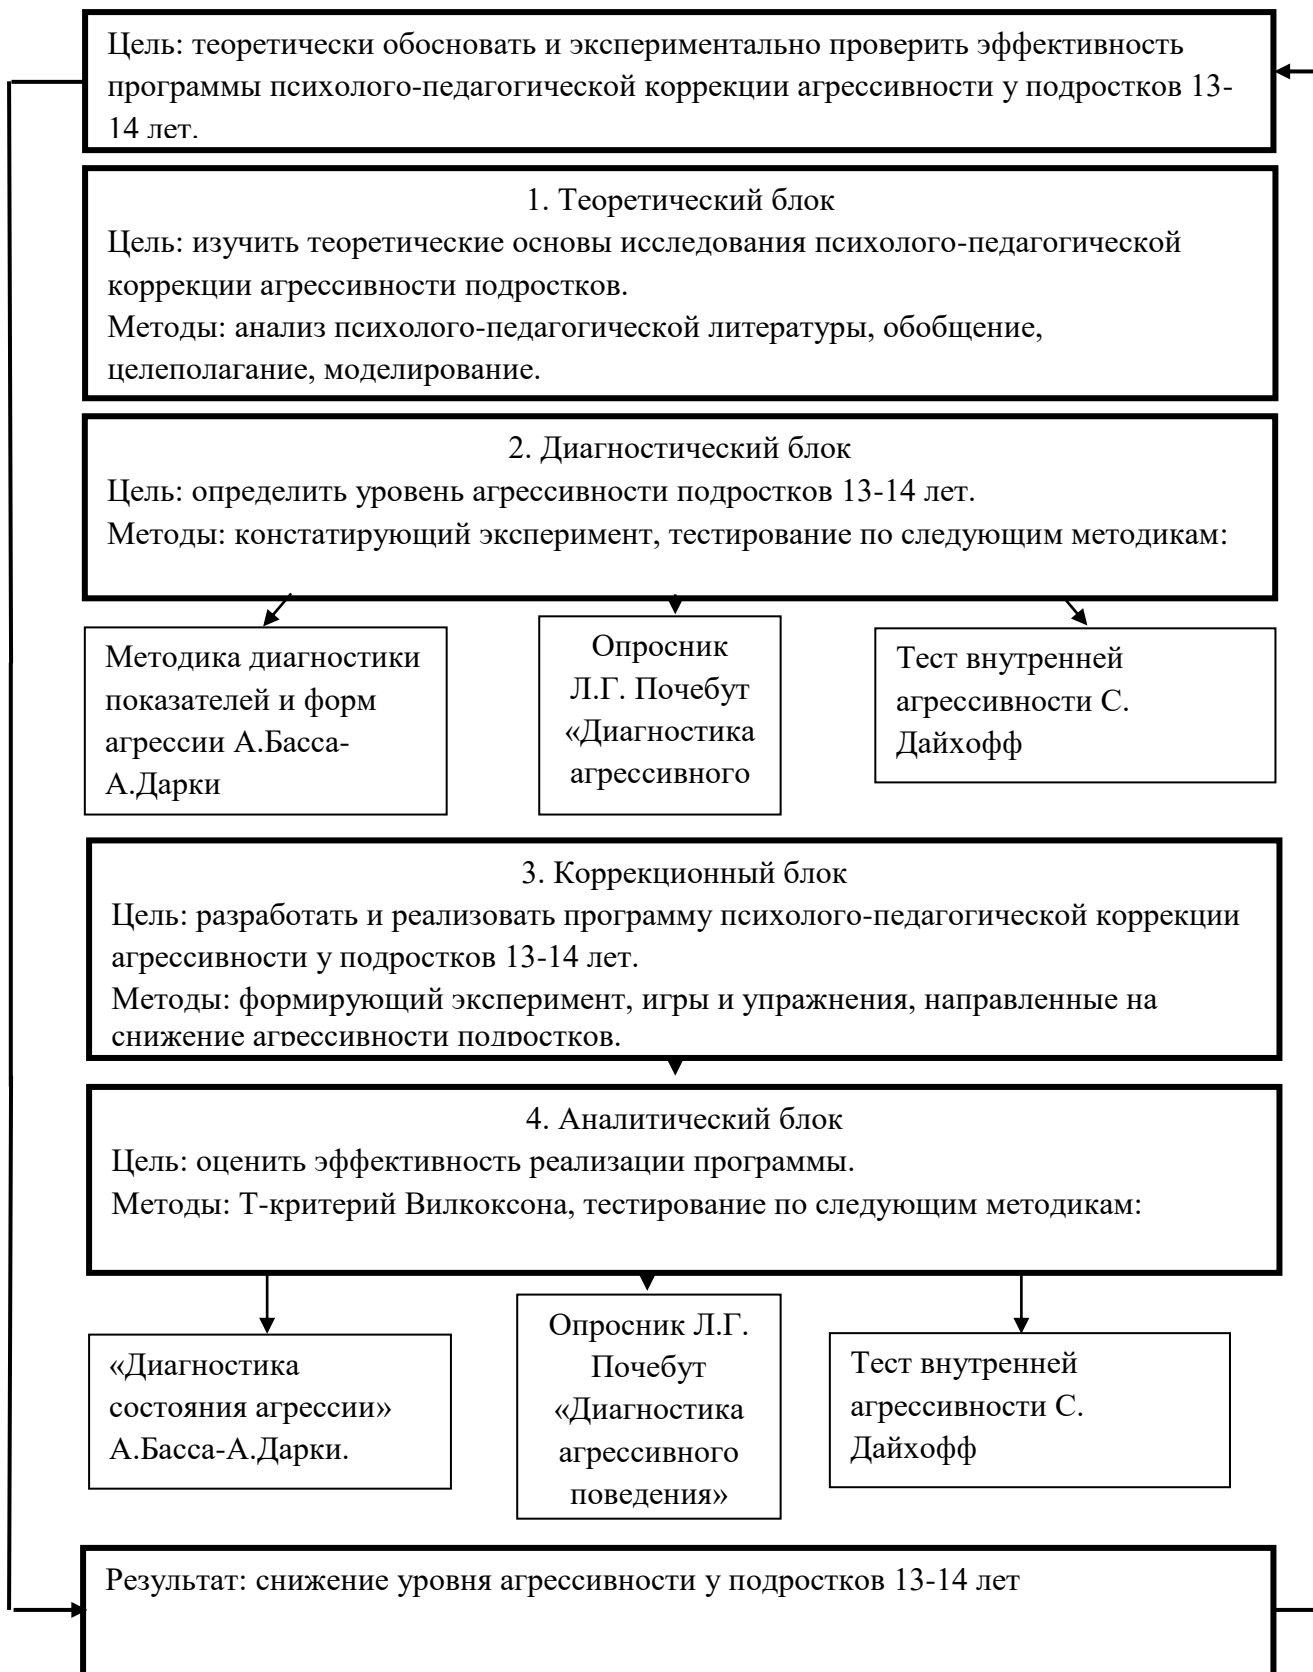 Цель: теоретически обосновать и экспериментально проверить эффективность
программы психолого-педагогической коррекции агрессивности у подростков 13-
14 лет.
1. Теоретический блок
Цель: изучить теоретические основы исследования психолого-педагогической
коррекции агрессивности подростков.
Методы: анализ психолого-педагогической литературы, обобщение,
целеполагание, моделирование.
2. Диагностический блок
Цель: определить уровень агрессивности подростков 13-14 лет.
Методы: констатирующий эксперимент, тестирование по следующим методикам:
Методика диагностики
показателей и форм
агрессии А.Басса-
А.Дарки
Опросник
Л.Г. Почебут
«Диагностика
агрессивного
Тест внутренней
агрессивности С.
Дайхофф
3. Коррекционный блок
Цель: разработать и реализовать программу психолого-педагогической коррекции
агрессивности у подростков 13-14 лет.
Методы: формирующий эксперимент, игры и упражнения, направленные на
снижение агрессивности подростков.
4. Аналитический блок
Цель: оценить эффективность реализации программы.
Методы: Т-критерий Вилкоксона, тестирование по следующим методикам:
«Диагностика
состояния агрессии»
А.Басса-А.Дарки.
Опросник Л.Г.
Почебут
«Диагностика
агрессивного
поведения»
Тест внутренней
агрессивности С.
Дайхофф
Результат: снижение уровня агрессивности у подростков 13-14 лет